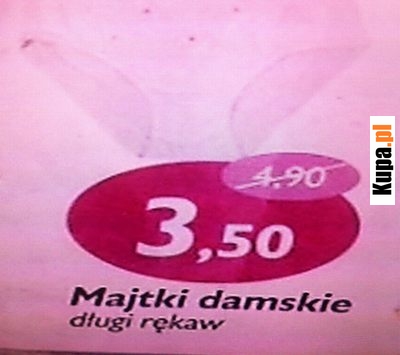 4.90
3,50
Majtki damskie
długi rękaw
Kupa.pl